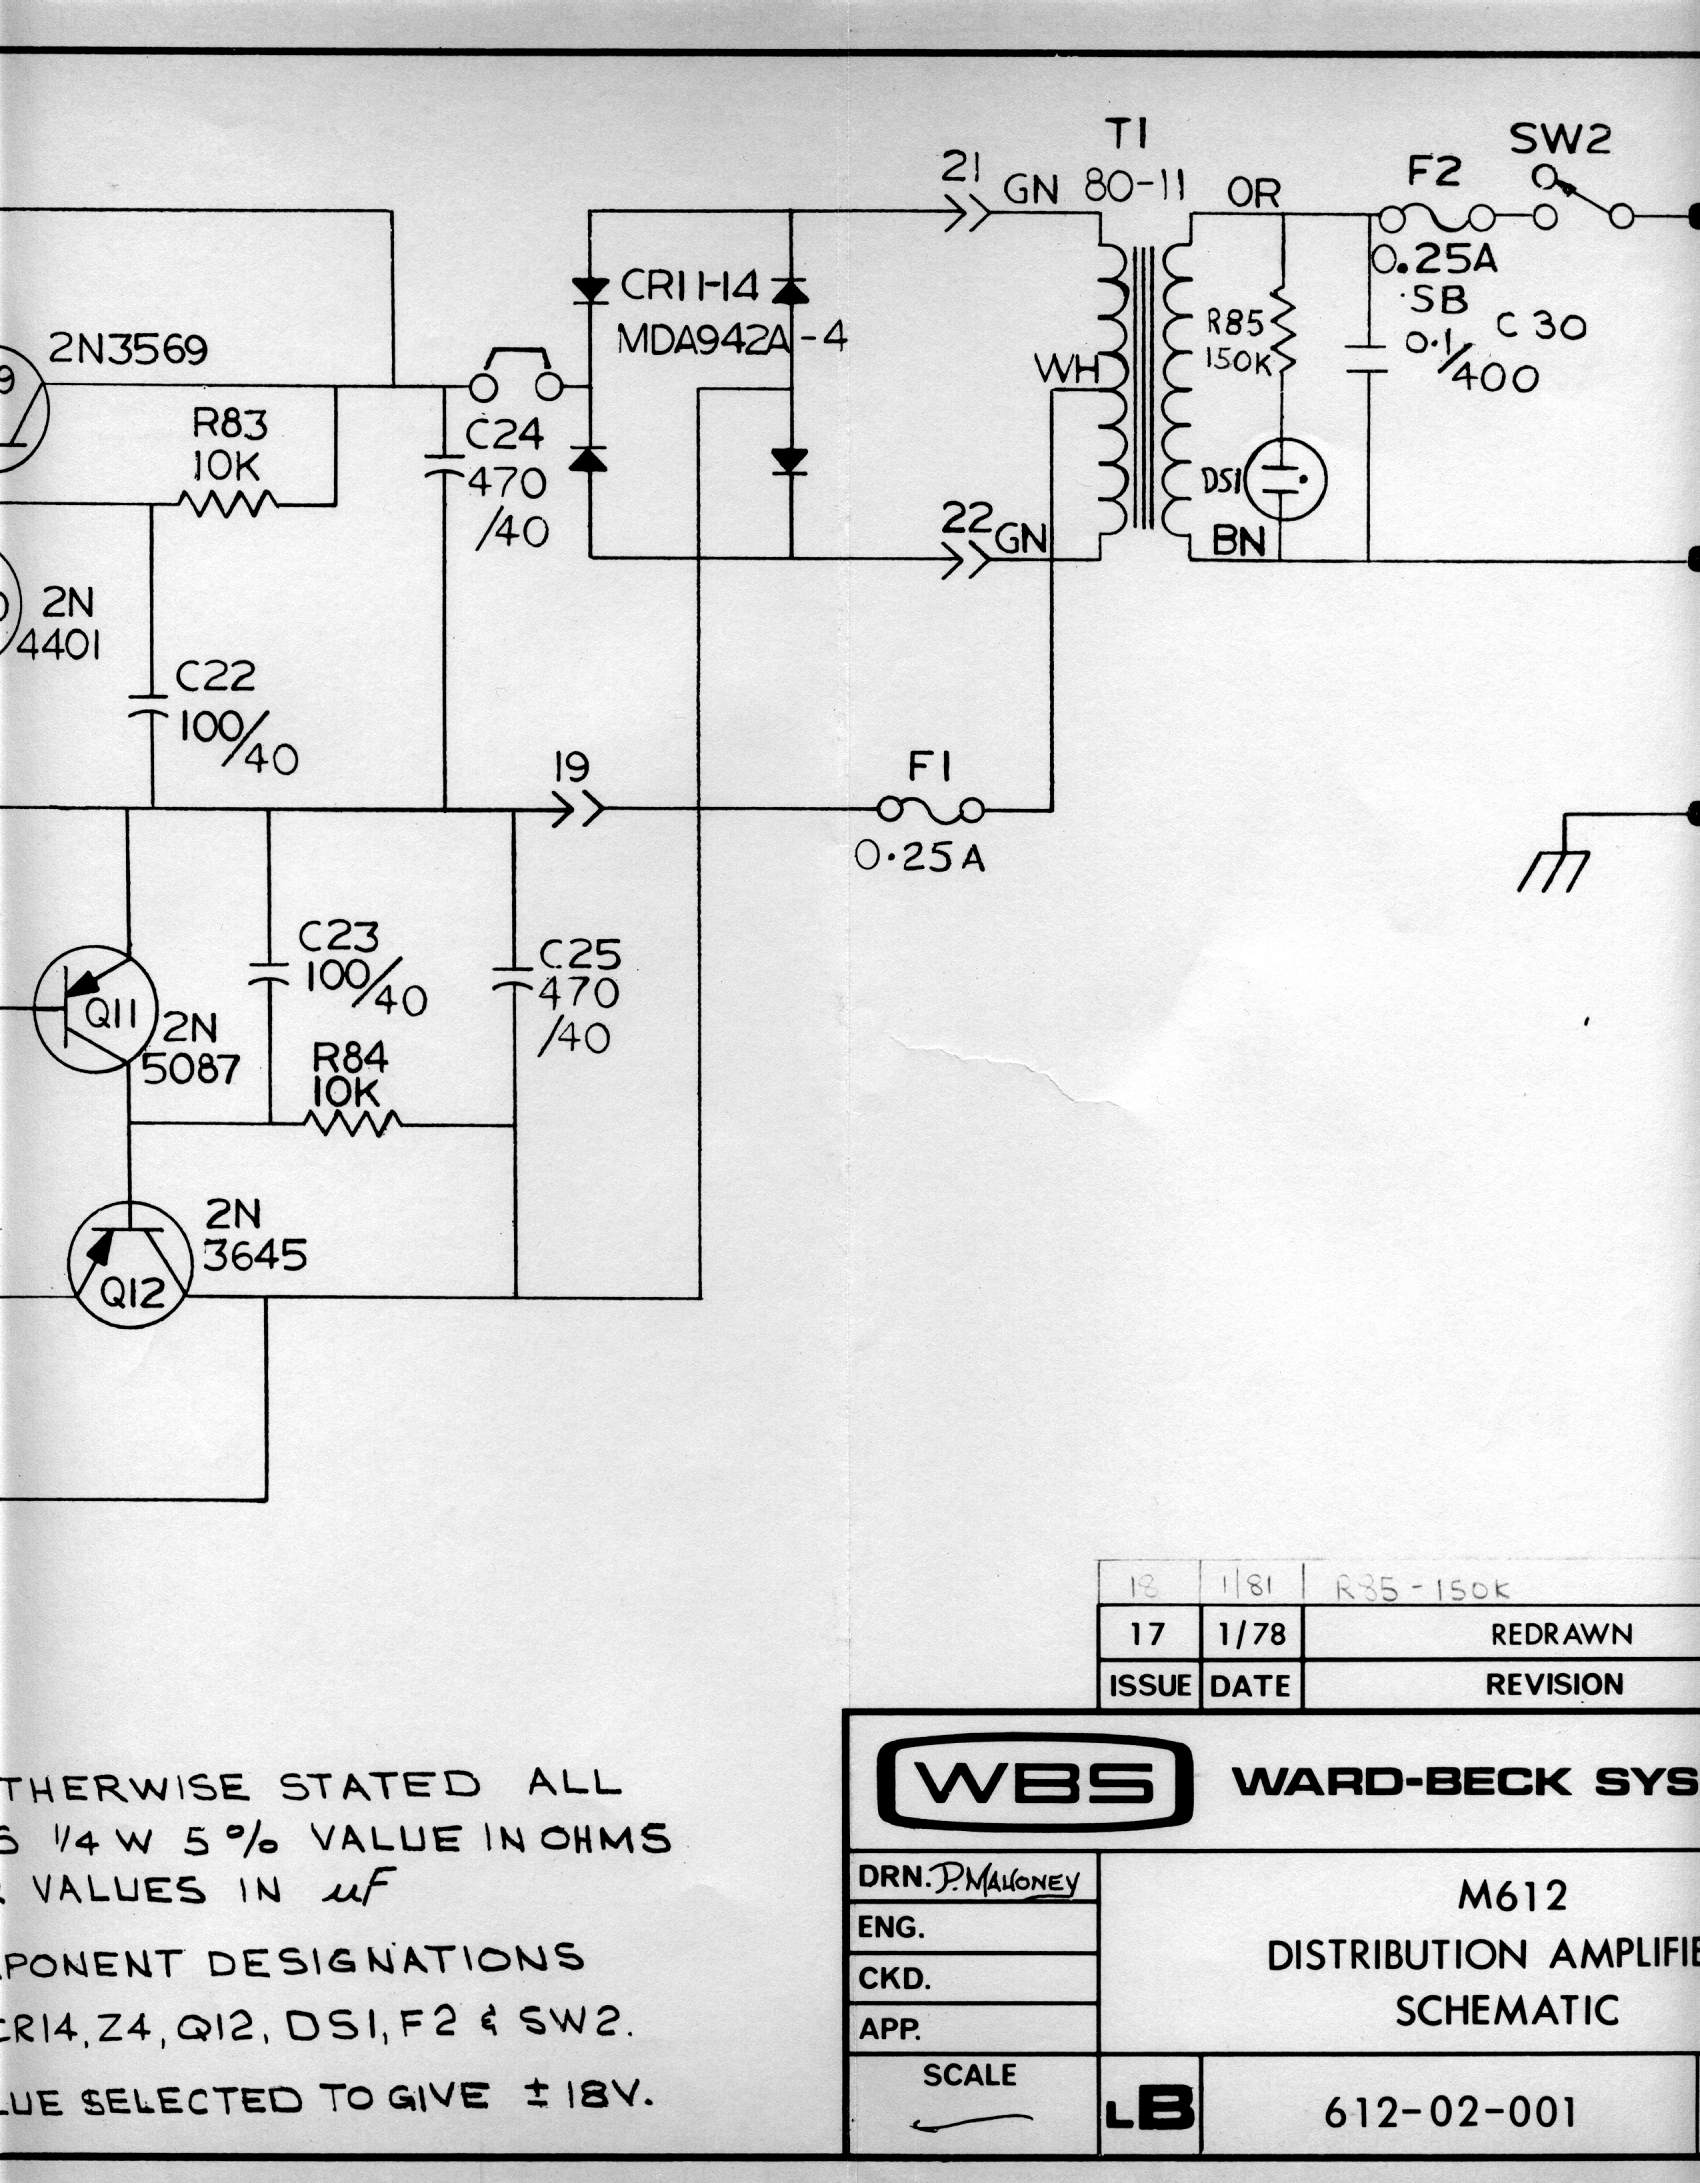 T1
80-11
21
GN
OR
F2
0.25A
SB
SW2
CR11-14
MDA942A-4
R85
150K
C30
0.1/400
WH
2N3569
9
R83
10K
C24
470
/40
DS1
22
GN
BN
2N
4401
C22
100/40
19
F1
0.25A
C23
100/40
C25
470
/40
Q11
2N
5087
R84
10K
2N
3645
Q12
18 1/81 R85-150K
17 1/78 REDRAWN
ISSUE DATE REVISION
WBS WARD-BECK SYS
THERWISE STATED ALL
S 1/4 W 5% VALUE IN OHMS
VALUES IN uF
PONENT DESIGNATIONS
CR14, Z4, Q12, DS1, F2 & SW2.
LUE SELECTED TO GIVE ±18V.
DRN. P. MAHONEY
ENG.
CKD.
APP.
SCALE
M612
DISTRIBUTION AMPLIFIE
SCHEMATIC
LB
612-02-001